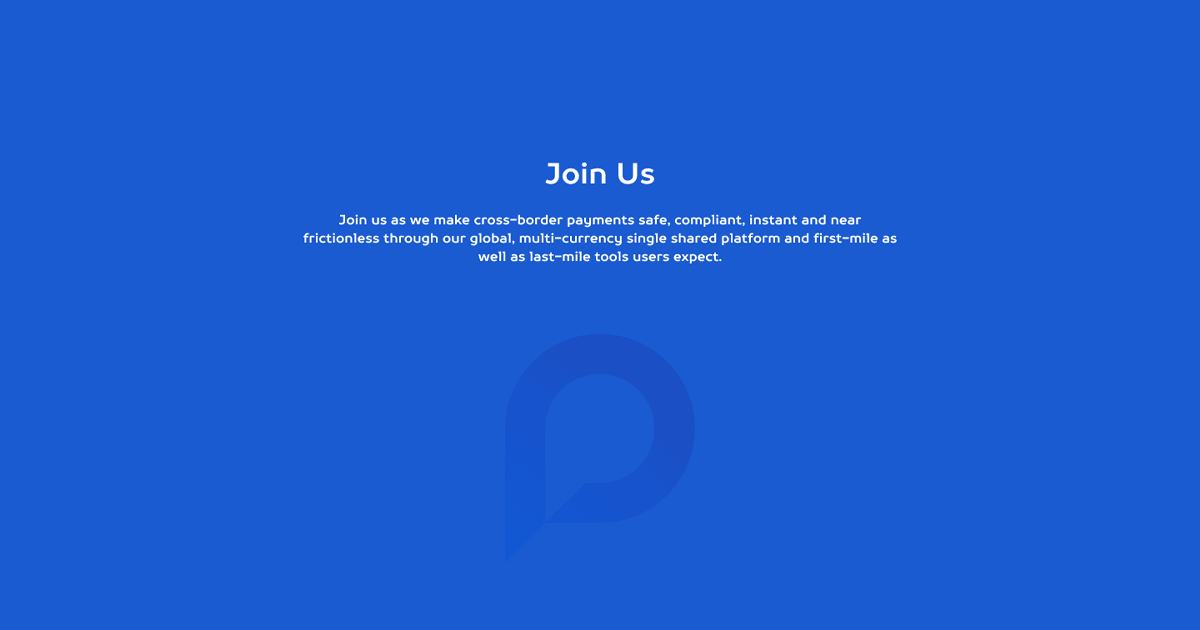 Join Us
Join us as we make cross-border payments safe, compliant, instant and near
frictionless through our global, multi-currency single shared platform and first-mile as
well as last-mile tools users expect.